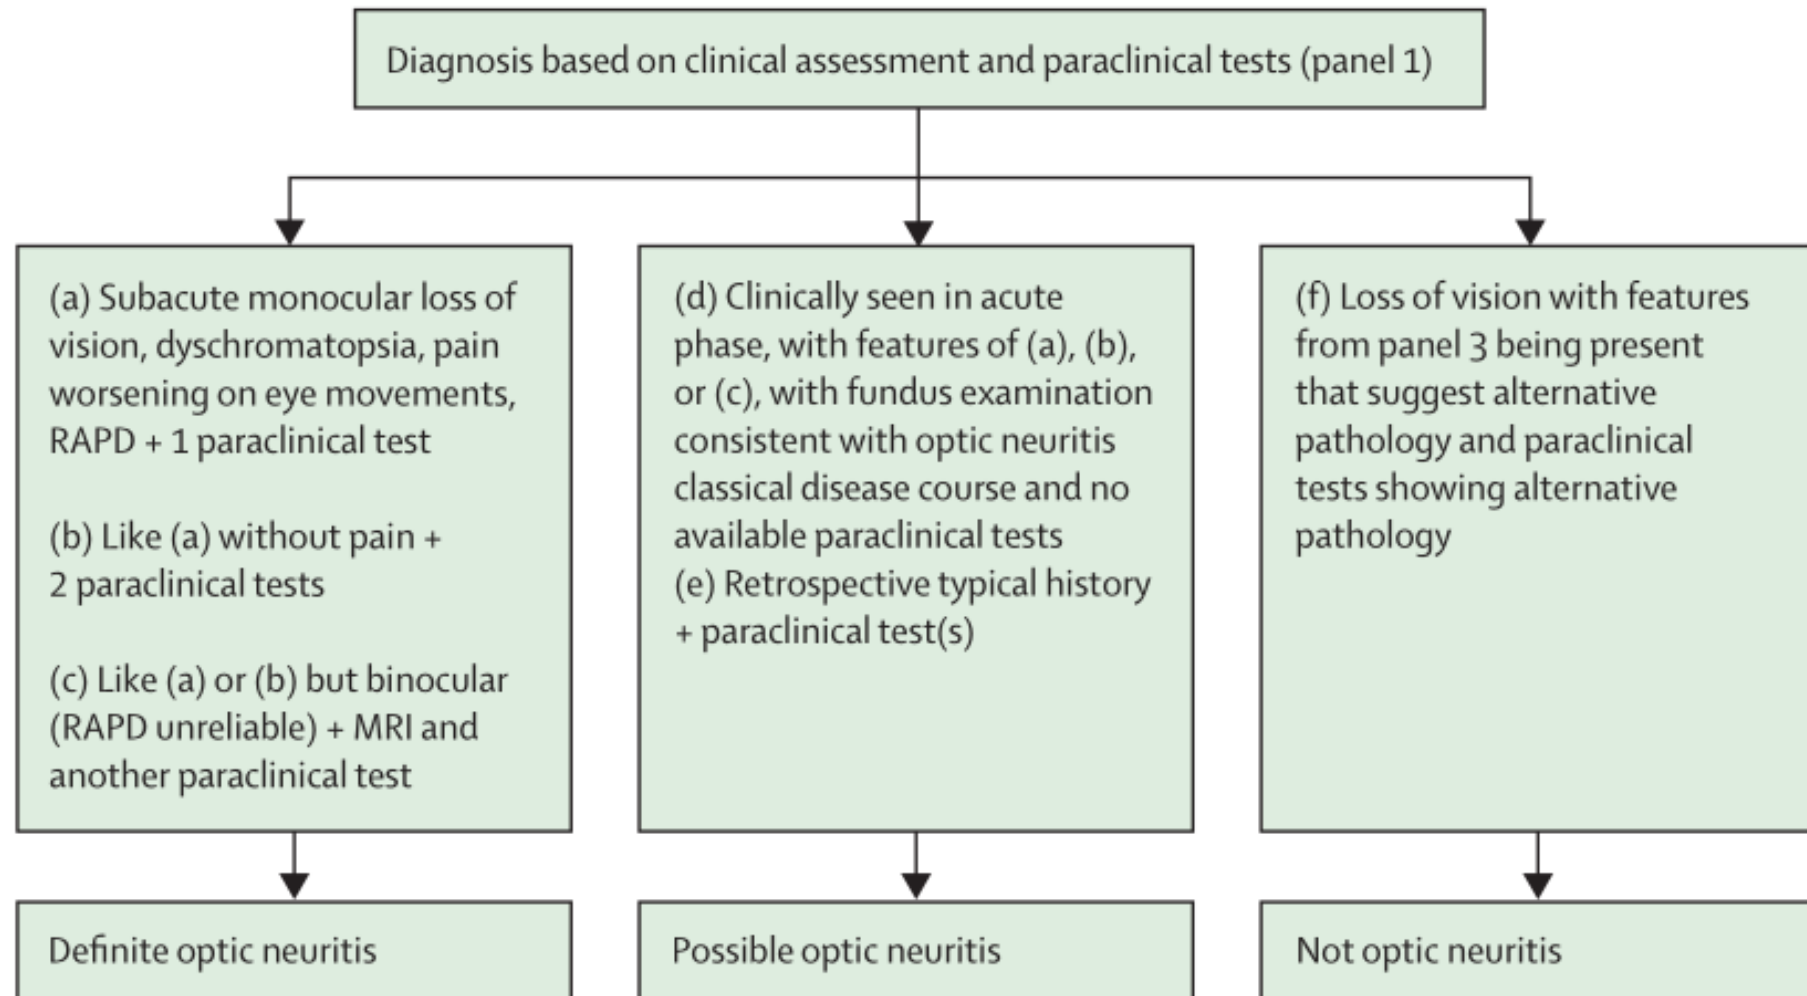 Diagnosis based on clinical assessment and paraclinical tests (panel 1)
(a) Subacute monocular loss of
vision, dyschromatopsia, pain
worsening on eye movements,
RAPD + 1 paraclinical test
(b) Like (a) without pain +
2 paraclinical tests
(c) Like (a) or (b) but binocular
(RAPD unreliable) + MRI and
another paraclinical test
(d) Clinically seen in acute
phase, with features of (a), (b),
or (c), with fundus examination
consistent with optic neuritis
classical disease course and no
available paraclinical tests
(e) Retrospective typical history
+ paraclinical test(s)
(f) Loss of vision with features
from panel 3 being present
that suggest alternative
pathology and paraclinical
tests showing alternative
pathology
Definite optic neuritis
Possible optic neuritis
Not optic neuritis